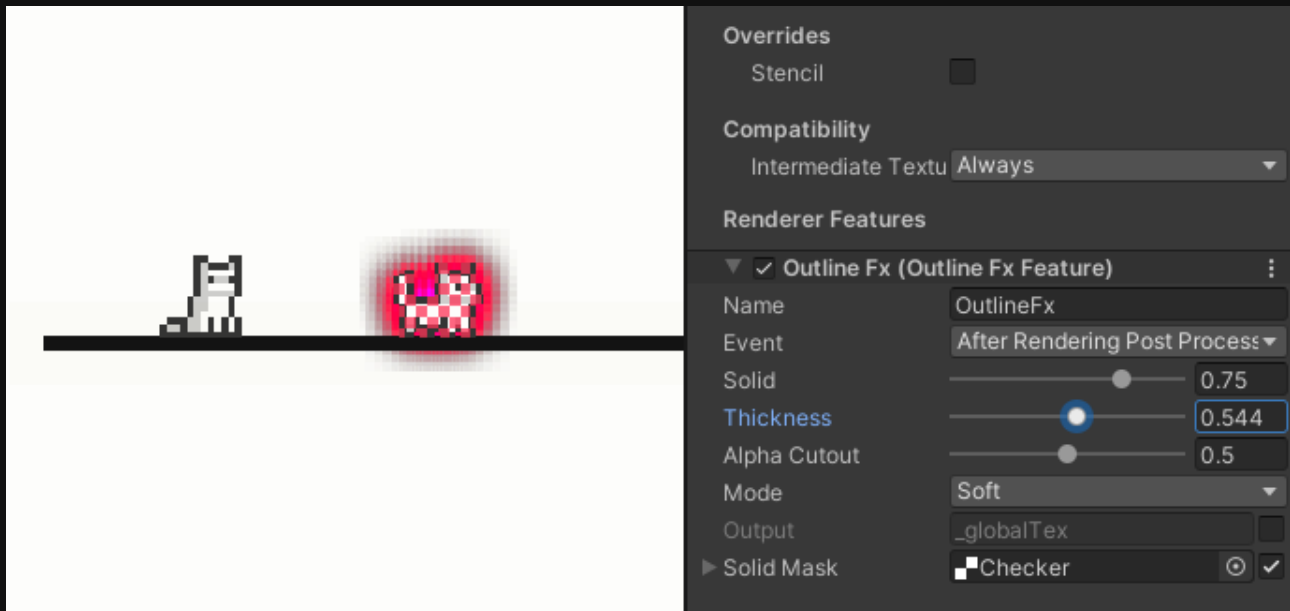 Overrides
Stencil
Compatibility
Intermediate Textu Always
Renderer Features
Outline Fx (Outline Fx Feature)
Name OutlineFx
Event After Rendering Post Process
Solid 0.75
Thickness 0.544
Alpha Cutout 0.5
Mode Soft
Output _globalTex
Solid Mask Checker